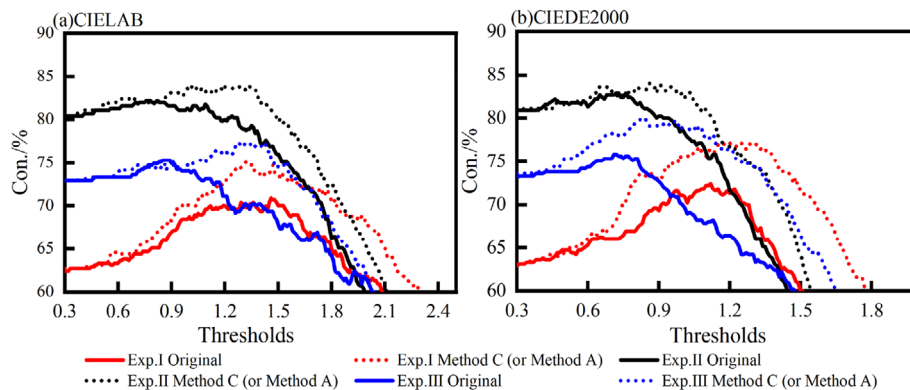 (a)CIELAB
(b)CIEDE2000
90
85
80
75
70
65
60
Con./%
0.3 0.6 0.9 1.2 1.5 1.8 2.1 2.4
Thresholds
90
85
80
75
70
65
60
Con./%
0.3 0.6 0.9 1.2 1.5 1.8
Thresholds
Exp.I Original
Exp.I Method C (or Method A)
Exp.II Original
Exp.II Method C (or Method A)
Exp.III Original
Exp.III Method C (or Method A)